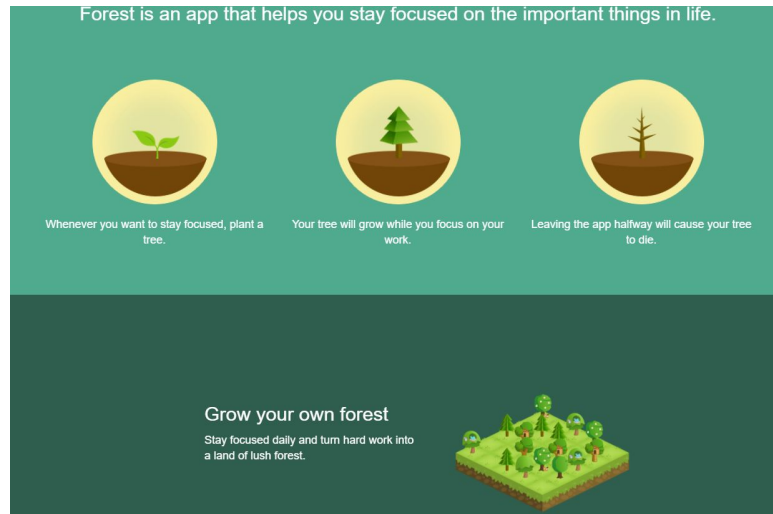 Forest is an app that helps you stay focused on the important things in life.
Whenever you want to stay focused, plant a
tree.
Your tree will grow while you focus on your
work.
Leaving the app halfway will cause your tree
to die.
Grow your own forest
Stay focused daily and turn hard work into
a land of lush forest.